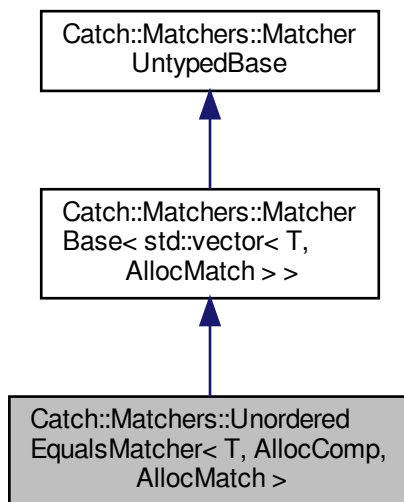 Catch::Matchers::Matcher
UntypedBase
Catch::Matchers::Matcher
Base< std::vector< T,
AllocMatch > >
Catch::Matchers::Unordered
EqualsMatcher< T, AllocComp,
AllocMatch >